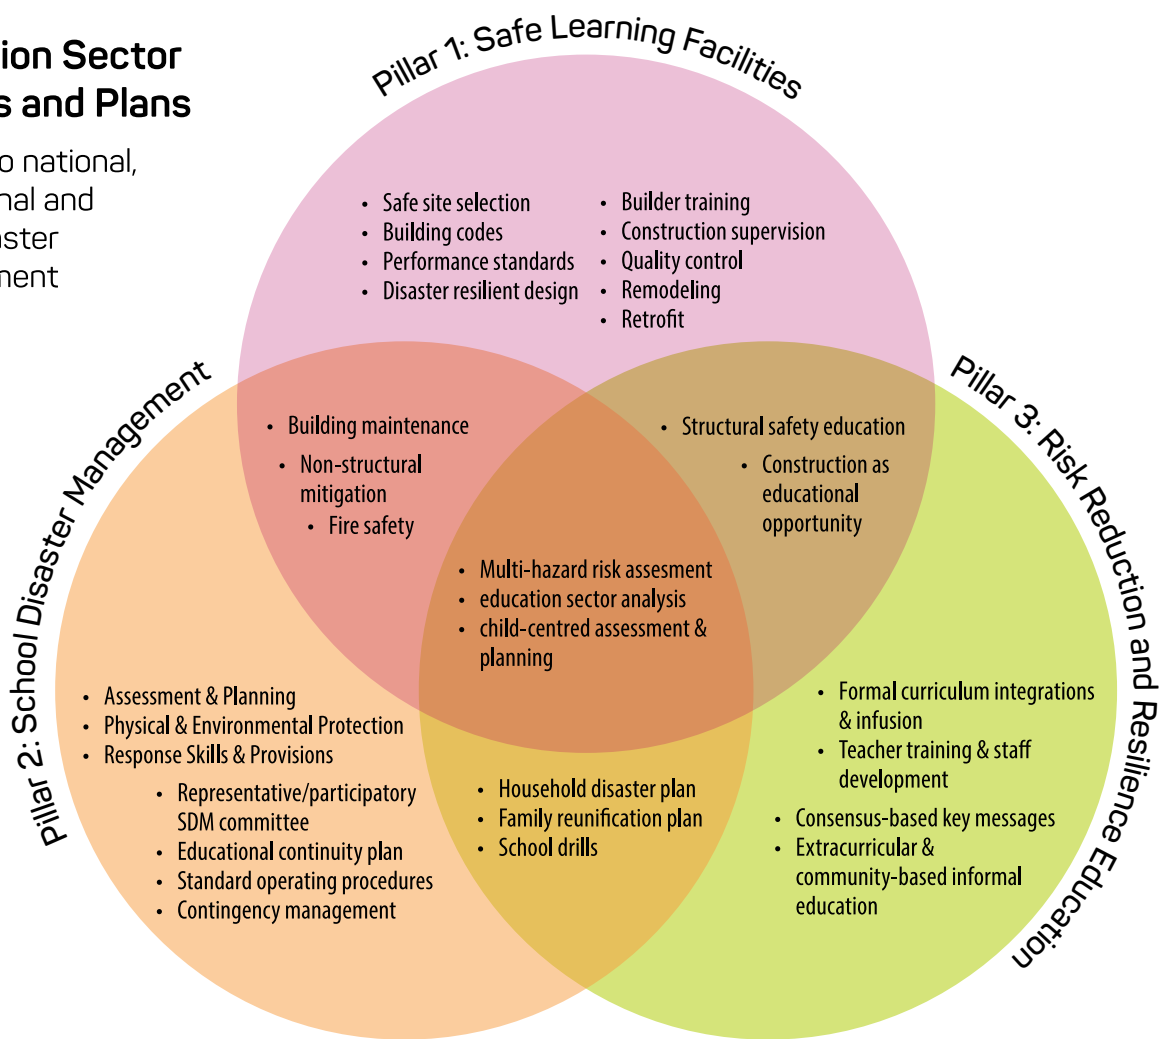 ion Sector
s and Plans
o national,
nal and
aster
ment
Pillar 1: Safe Learning Facilities
• Safe site selection
• Building codes
• Performance standards
• Disaster resilient design
• Builder training
• Construction supervision
• Quality control
• Remodeling
• Retrofit
Pillar 2: School Disaster Management
Pillar 3: Risk Reduction and Resilience Education
• Building maintenance
• Non-structural
mitigation
• Fire safety
• Structural safety education
• Construction as
educational
opportunity
• Multi-hazard risk assesment
• education sector analysis
• child-centred assessment &
planning
• Assessment & Planning
• Physical & Environmental Protection
• Response Skills & Provisions
• Representative/participatory
SDM committee
• Educational continuity plan
• Standard operating procedures
• Contingency management
• Household disaster plan
• Family reunification plan
• School drills
• Formal curriculum integrations
& infusion
• Teacher training & staff
development
• Consensus-based key messages
• Extracurricular &
community-based informal
education